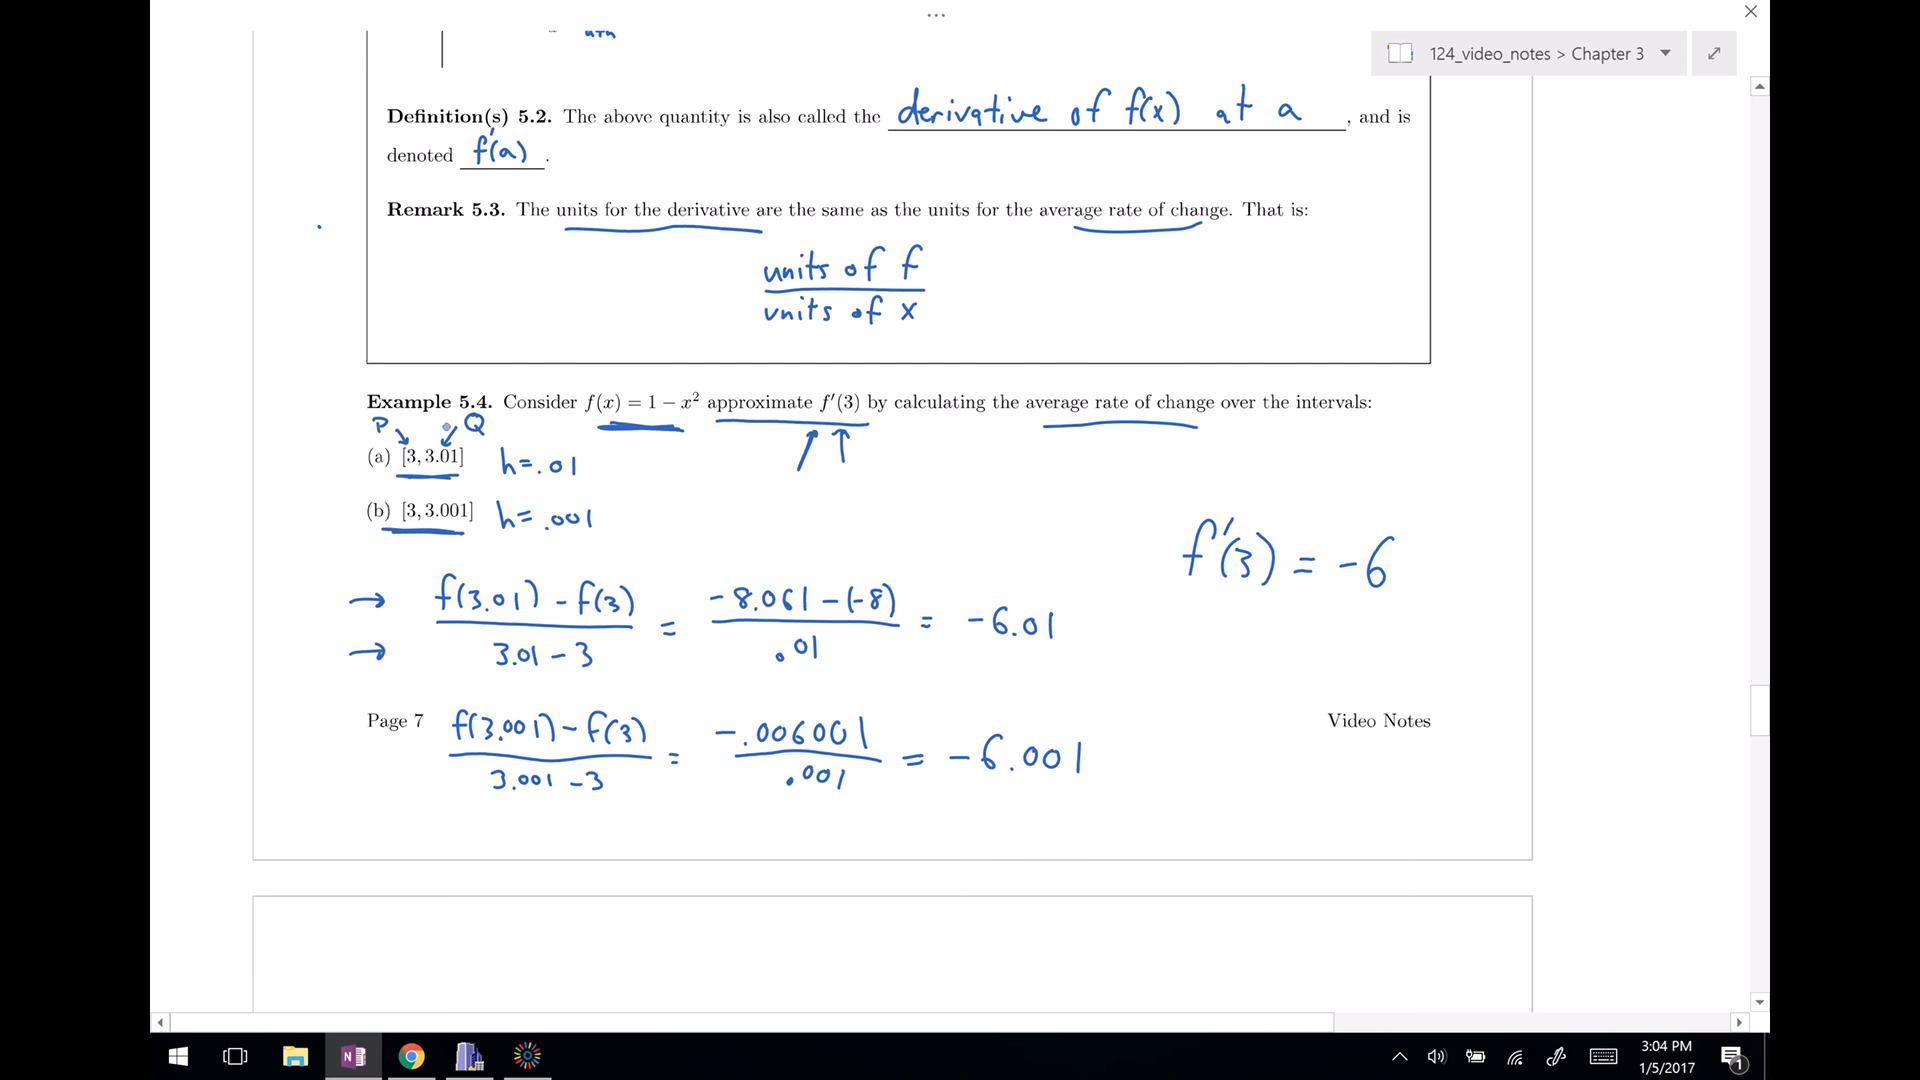 ...
124_video_notes > Chapter 3
Definition(s) 5.2. The above quantity is also called the derivative of f(x) at a, and is
denoted f'(a).
Remark 5.3. The units for the derivative are the same as the units for the average rate of change. That is:
units of f
units of x
Example 5.4. Consider f(x) = 1 − x² approximate f′(3) by calculating the average rate of change over the intervals:
P Q
(a) [3, 3.01] h=.01
(b) [3, 3.001] h=.001
f'(3) = -6
→ f(3.01) - f(3) / 3.01 - 3 = -8.061 - (-8) / .01 = -6.01
→
Page 7
Video Notes
f(3.001) - f(3) / 3.001 - 3 = -.006001 / .001 = -6.001
3:04 PM
1/5/2017
1